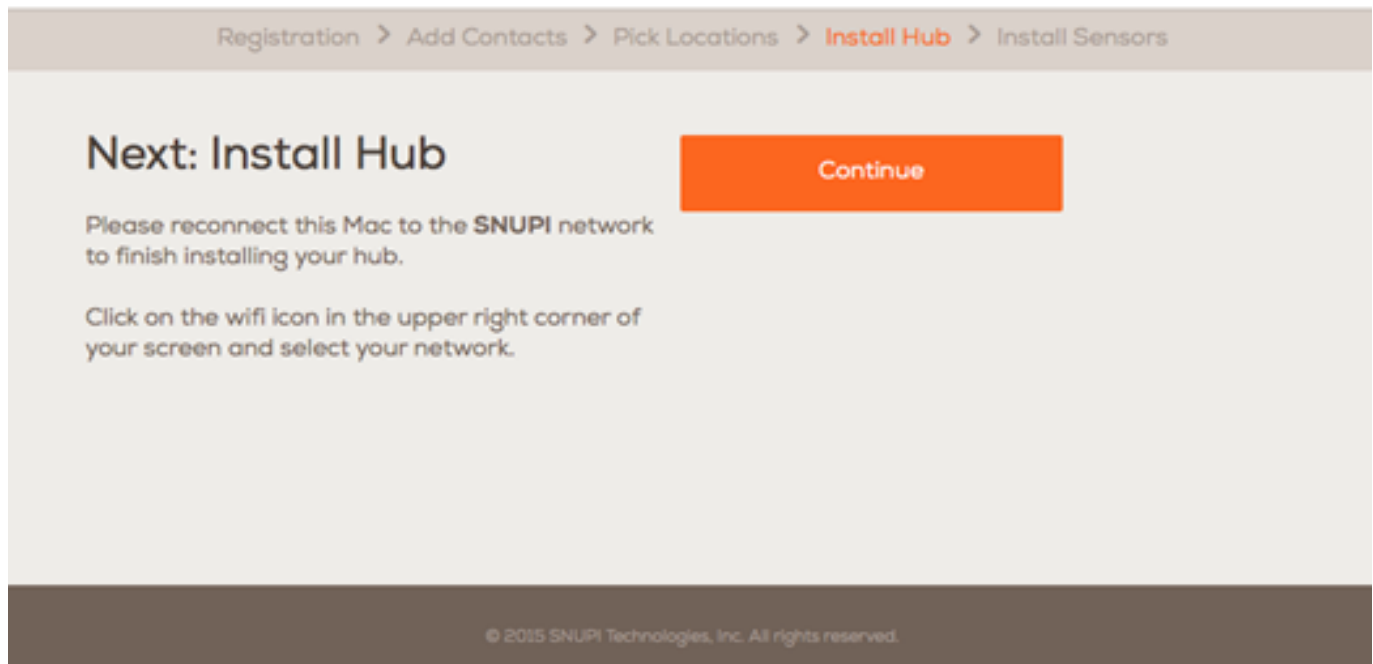 Registration > Add Contacts > Pick Locations > Install Hub > Install Sensors
Next: Install Hub
Continue
Please reconnect this Mac to the SNUPI network
to finish installing your hub.
Click on the wifi icon in the upper right corner of
your screen and select your network.
© 2015 SNUPI Technologies, Inc. All rights reserved.